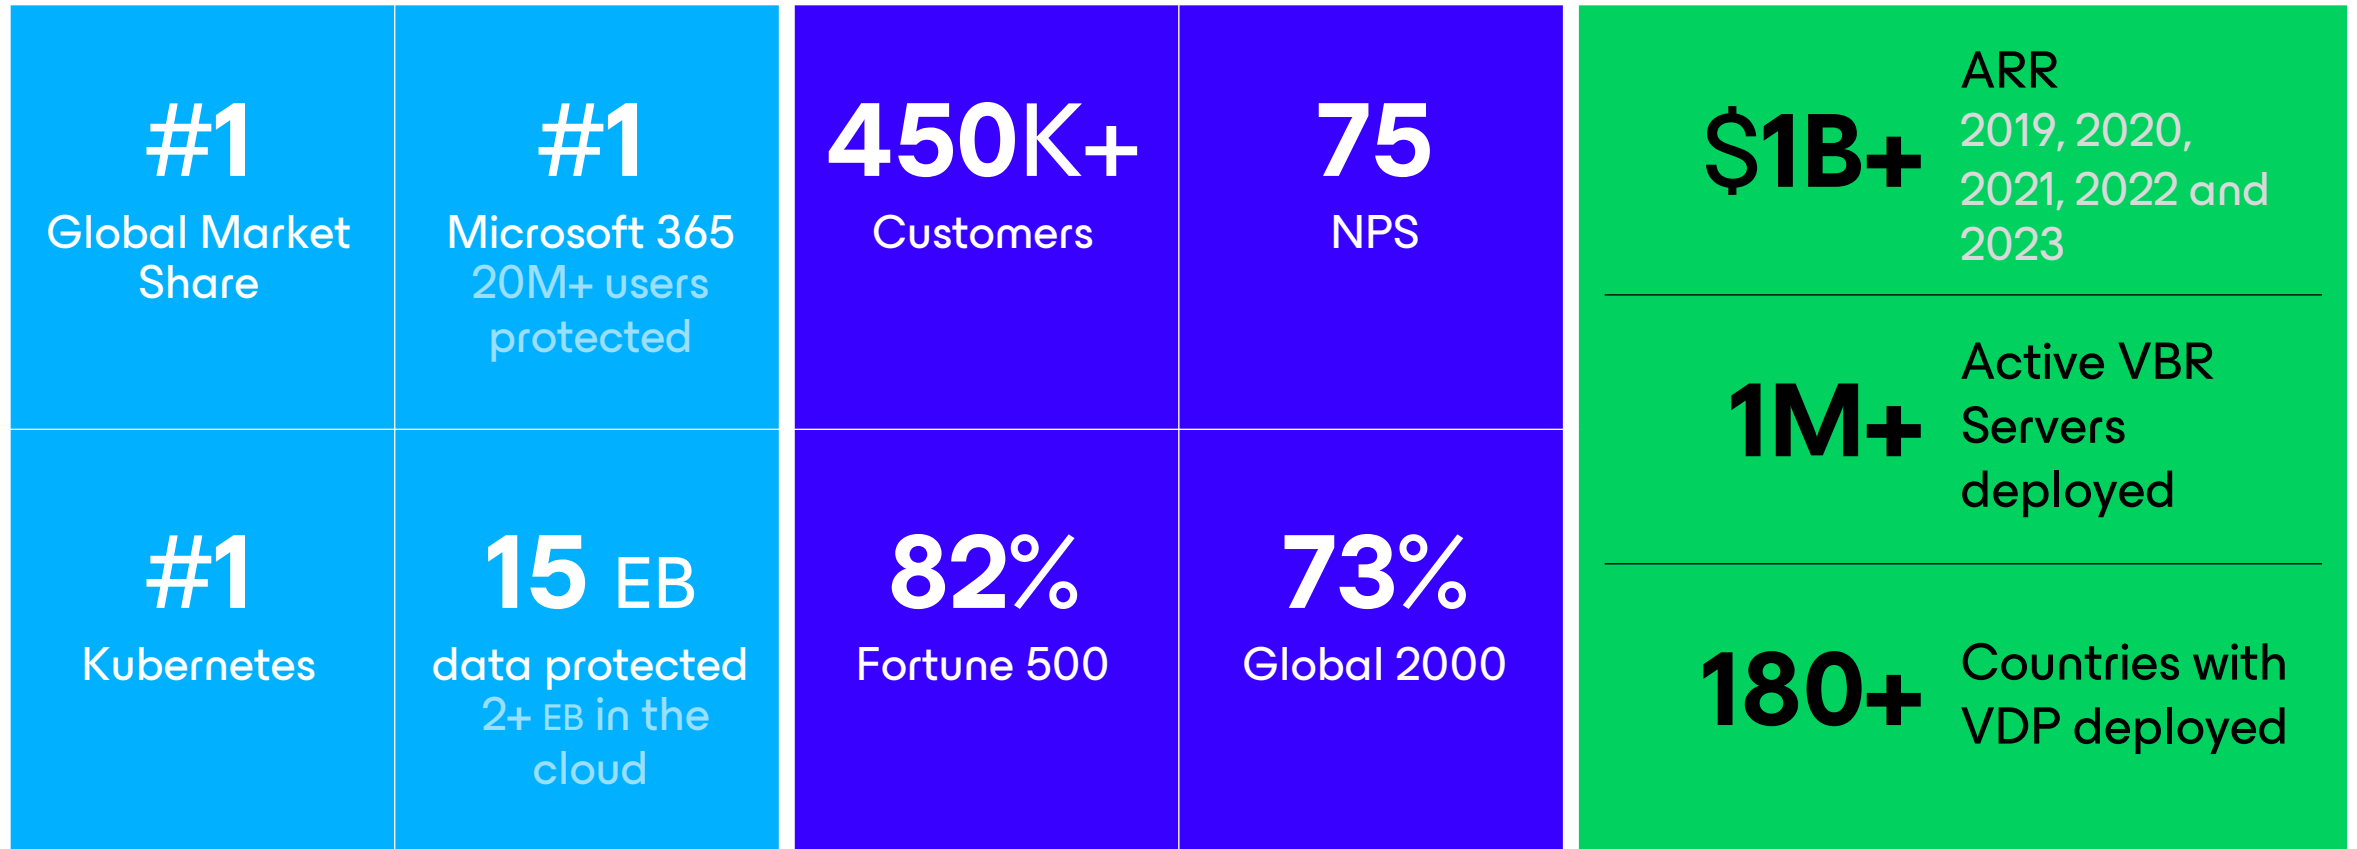 #1
Global Market
Share
#1
Microsoft 365
20M+ users
protected
#1
Kubernetes
15 EB
data protected
2+ EB in the
cloud
450K+
Customers
75
NPS
82%
Fortune 500
73%
Global 2000
$1B+
ARR
2019, 2020,
2021, 2022 and
2023
1M+
Active VBR
Servers
deployed
180+
Countries with
VDP deployed